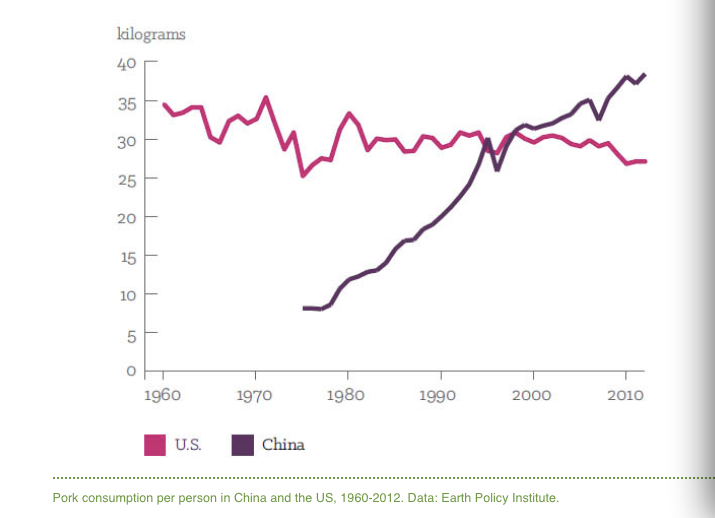 kilograms
40
35
30
25
20
15
10
5
0
1960 1970 1980 1990 2000 2010
U.S. China
Pork consumption per person in China and the US, 1960-2012. Data: Earth Policy Institute.